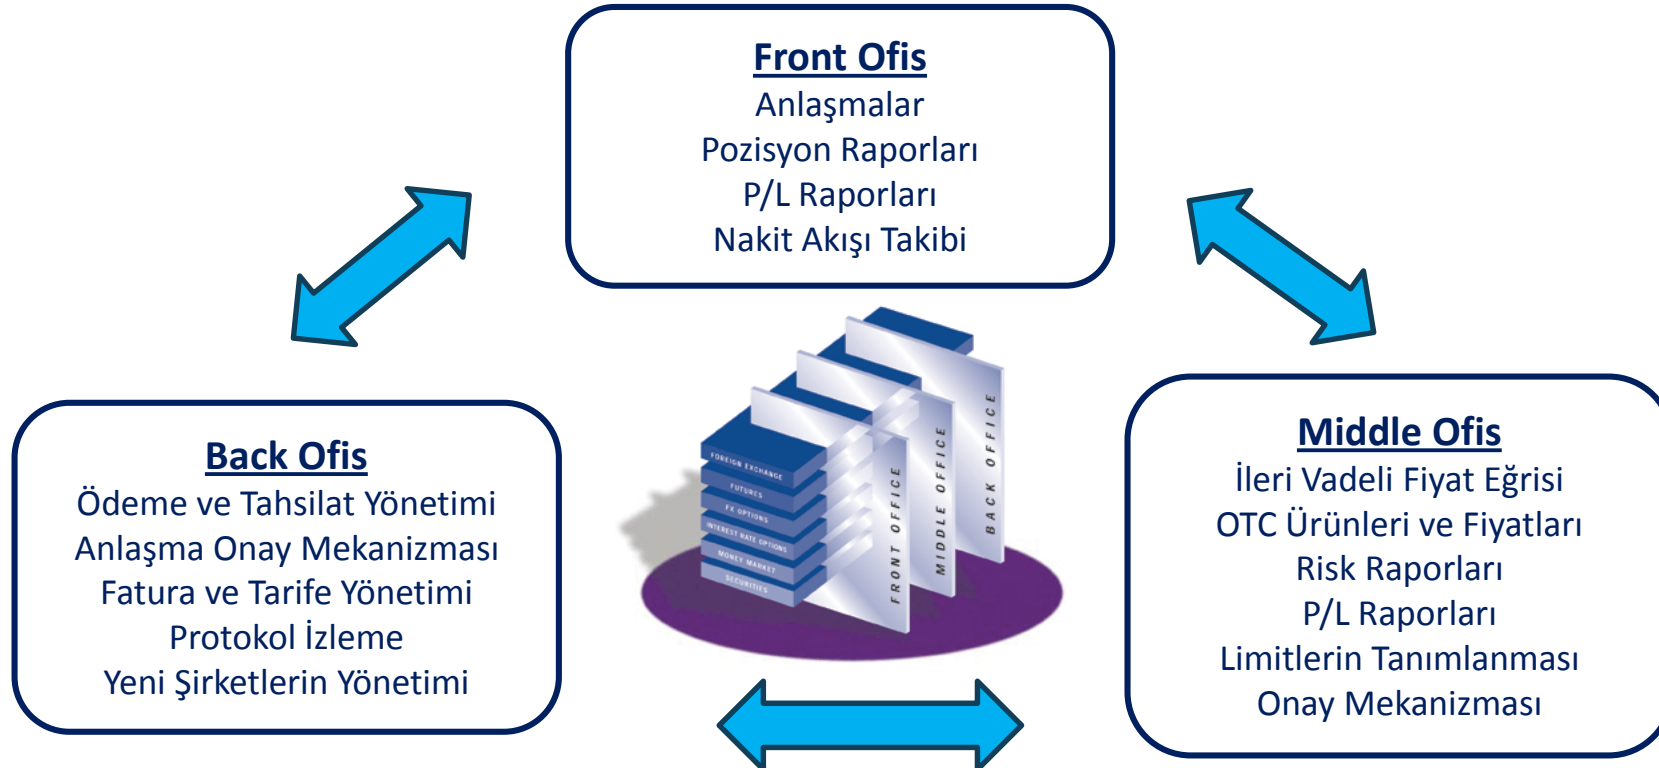 Front Ofis
Anlaşmalar
Pozisyon Raporları
P/L Raporları
Nakit Akışı Takibi
Back Ofis
Ödeme ve Tahsilat Yönetimi
Anlaşma Onay Mekanizması
Fatura ve Tarife Yönetimi
Protokol İzleme
Yeni Şirketlerin Yönetimi
FOREIGN EXCHANGE
FUTURES
FX OPTIONS
INTEREST RATE OPTIONS
MONEY MARKET
SECURITIES
FRONT OFFICE
MIDDLE OFFICE
BACK OFFICE
Middle Ofis
İleri Vadeli Fiyat Eğrisi
OTC Ürünleri ve Fiyatları
Risk Raporları
P/L Raporları
Limitlerin Tanımlanması
Onay Mekanizması